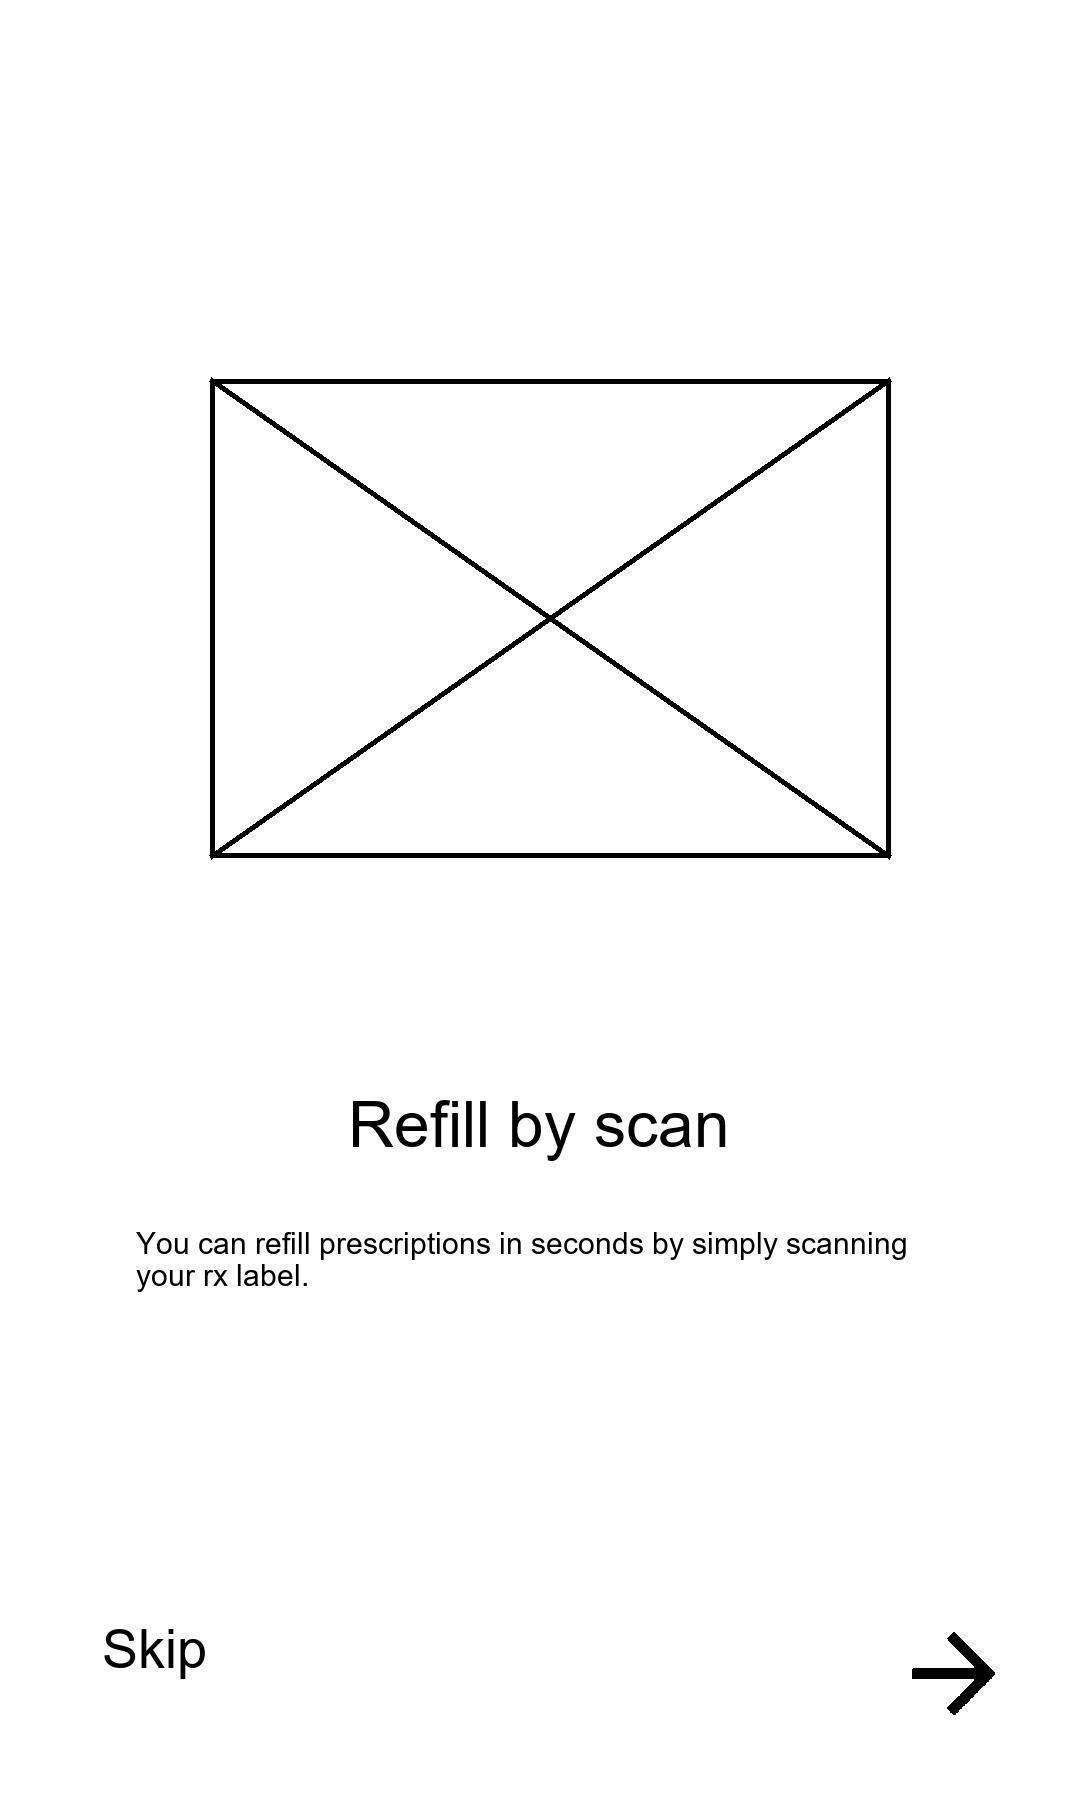 Refill by scan
You can refill prescriptions in seconds by simply scanning
your rx label.
Skip